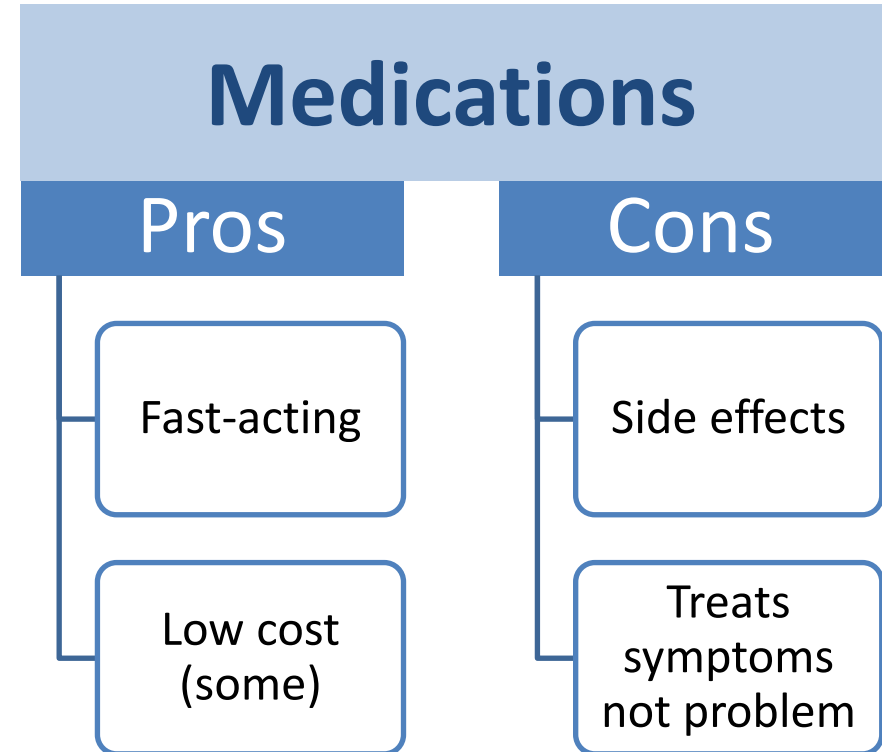 Medications
Pros
Fast-acting
Low cost
(some)
Cons
Side effects
Treats
symptoms
not problem